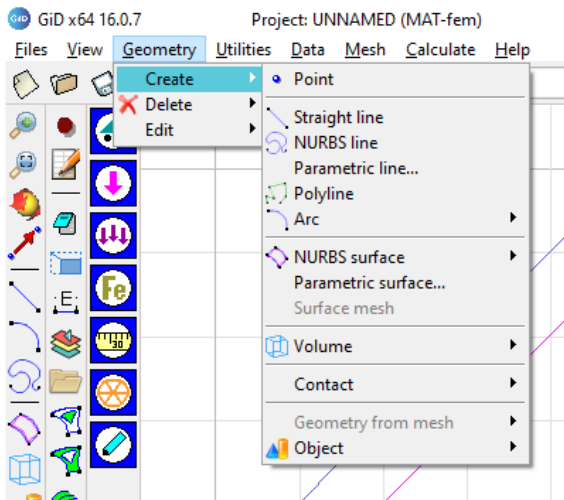 GiD GiD x64 16.0.7 Project: UNNAMED (MAT-fem)
Files View Geometry Utilities Data Mesh Calculate Help
Create
Delete
Edit
Point
Straight line
NURBS line
Parametric line...
Polyline
Arc
NURBS surface
Parametric surface...
Surface mesh
Volume
Contact
Geometry from mesh
Object
E
Fe
30